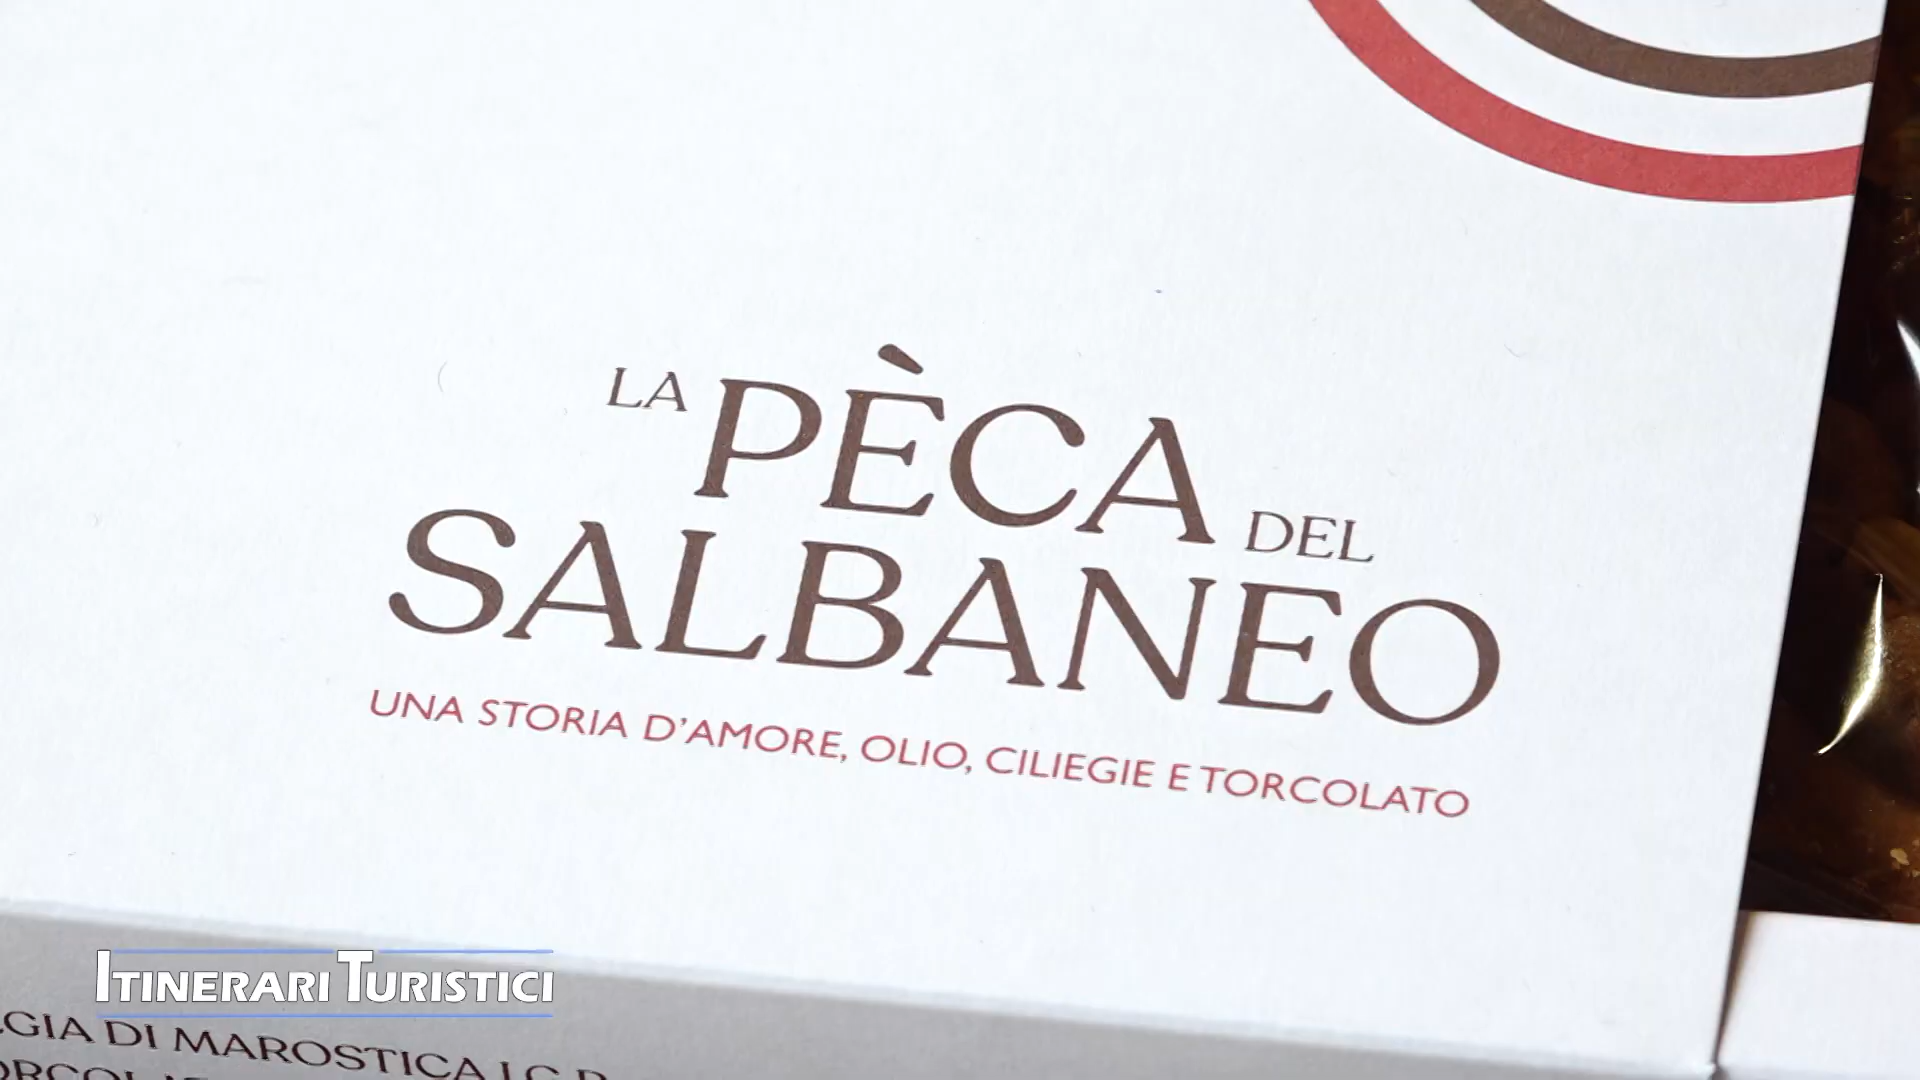 LA PÈCA DEL
SALBANEO
UNA STORIA D'AMORE, OLIO, CILIEGIE E TORCOLATO
ITINERARI TURISTICI
DI MAROSTICA